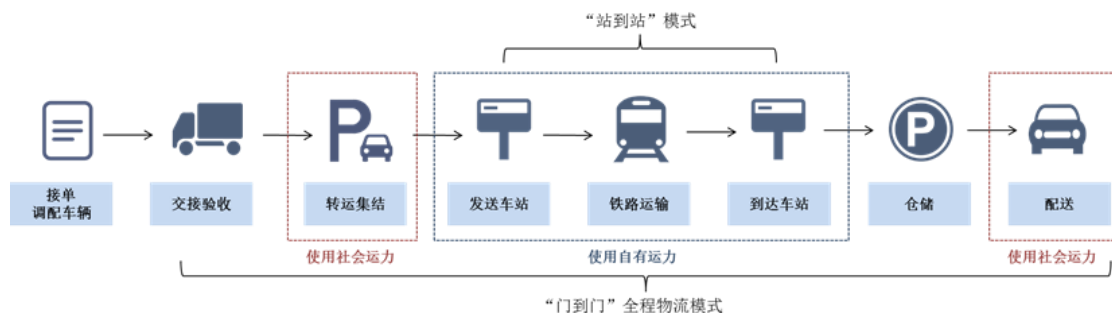 “站到站”模式
P
P
接单
调配车辆
交接验收
转运集结
发送车站
铁路运输
到达车站
仓储
配送
使用社会运力
使用自有运力
使用社会运力
“门到门”全程物流模式